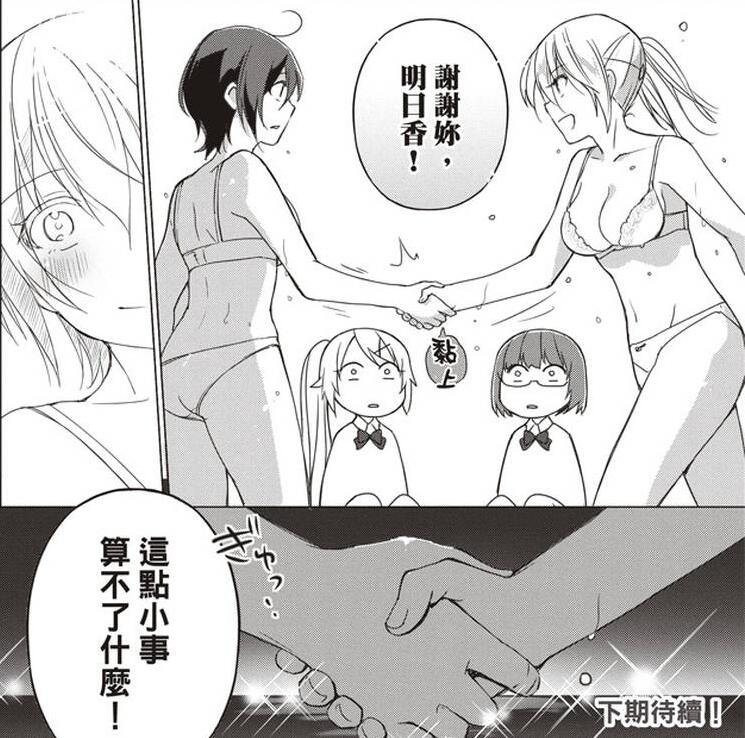 謝謝妳，
明日香！
黏上
ぎゅっ…
這點小事
算不了什麼！
下期待續！